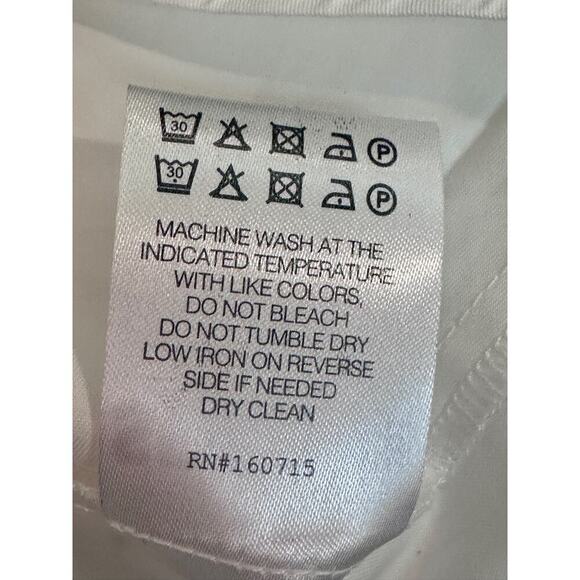 30 P
30° P
MACHINE WASH AT THE
INDICATED TEMPERATURE
WITH LIKE COLORS,
DO NOT BLEACH
DO NOT TUMBLE DRY
LOW IRON ON REVERSE
SIDE IF NEEDED
DRY CLEAN
RN#160715